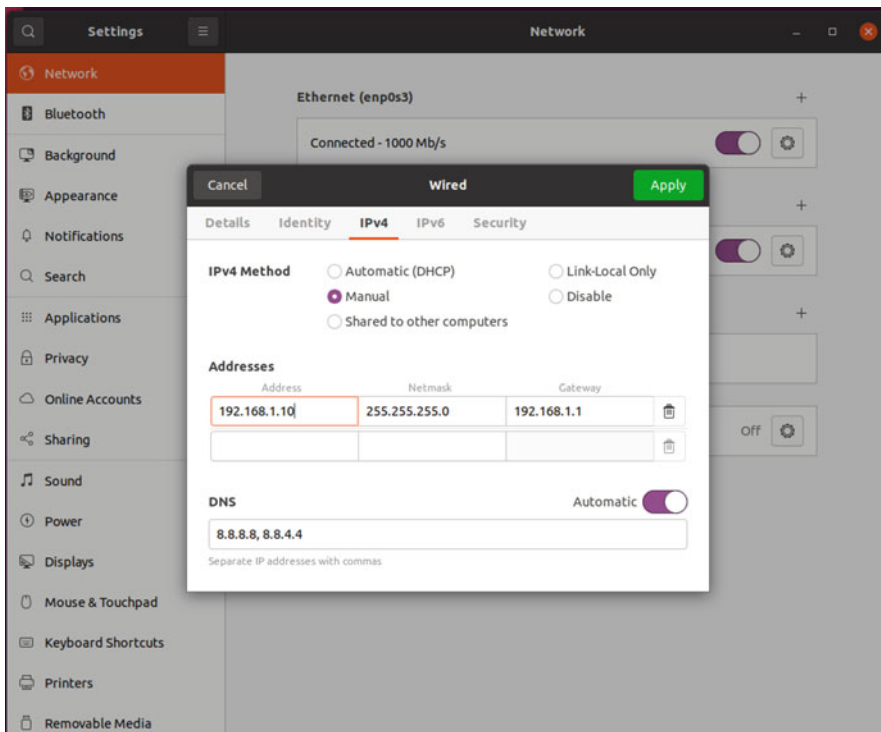 Settings
Network
Network
Bluetooth
Background
Appearance
Notifications
Search
Applications
Privacy
Online Accounts
Sharing
Sound
Power
Displays
Mouse & Touchpad
Keyboard Shortcuts
Printers
Removable Media
Ethernet (enp0s3)
Connected - 1000 Mb/s
Off
Cancel
Wired
Apply
Details Identity IPv4 IPv6 Security
IPv4 Method
Automatic (DHCP) Link-Local Only
Manual Disable
Shared to other computers
Addresses
Address Netmask Gateway
192.168.1.10 255.255.255.0 192.168.1.1
DNS Automatic
8.8.8.8, 8.8.4.4
Separate IP addresses with commas